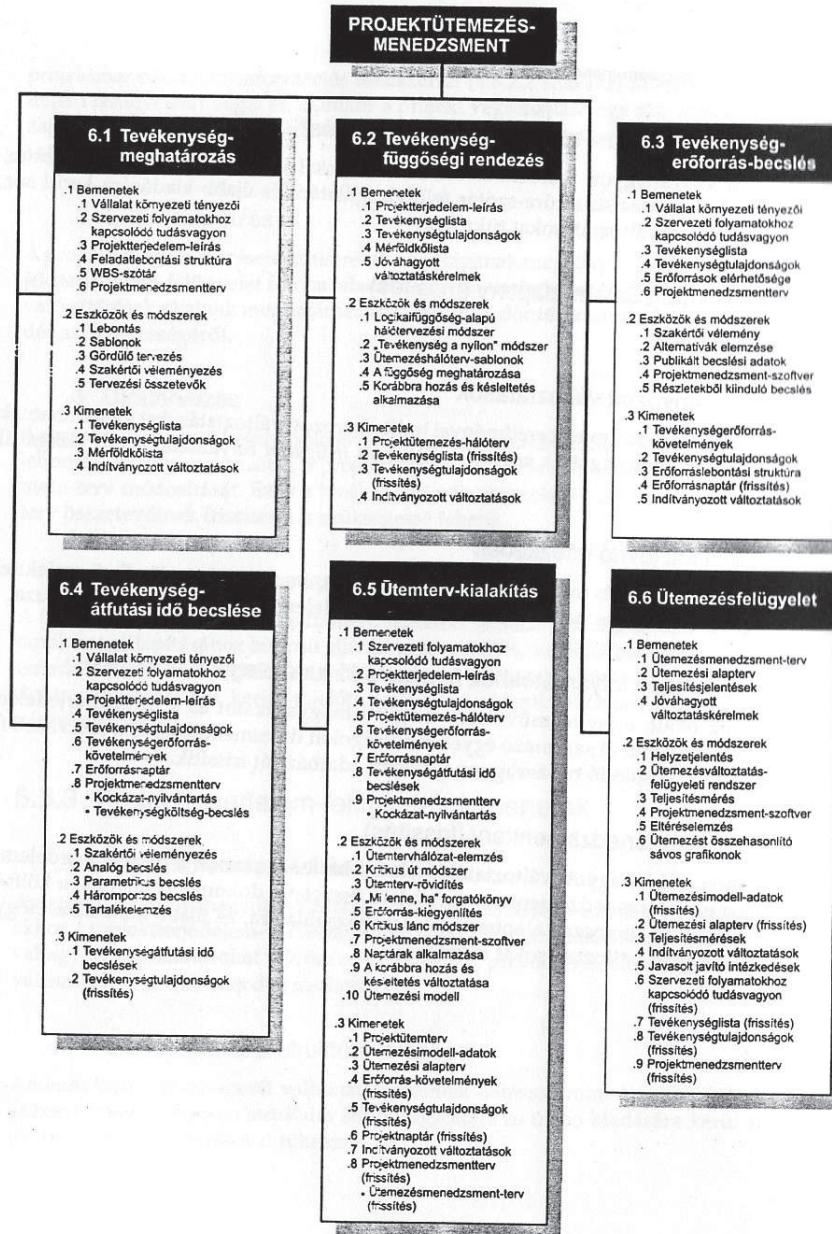 PROJEKTÜTEMEZÉS-
MENEDZSMENT
6.1 Tevékenység-
meghatározás
.1 Bemenetek
.1 Vállalat környezeti tényezői
.2 Szervezeti folyamatokhoz
kapcsolódó tudásvagyon
.3 Projektterjedelem-leírás
.4 Feladatlebontási struktúra
.5 WBS-szótár
.6 Projektmenedzsmentterv
.2 Eszközök és módszerek
.1 Lebontás
.2 Sablonok
.3 Gördülő tervezés
.4 Szakértői véleményezés
.5 Tervezési összetevők
.3 Kimenetek
.1 Tevékenységlista
.2 Tevékenységtulajdonságok
.3 Mérföldkőlista
.4 Indítványozott változtatások
6.2 Tevékenység-
függőségi rendezés
.1 Bemenetek
.1 Projektterjedelem-leírás
.2 Tevékenységlista
.3 Tevékenységtulajdonságok
.4 Mérföldkőlista
.5 Jóváhagyott
változtatáskérelmek
.2 Eszközök és módszerek
.1 Logikaifüggőség-alapú
hálótervezési módszer
.2 „Tevékenység a nyílon” módszer
.3 Ütemezéshálóterv-sablonok
.4 A függőség meghatározása
.5 Korábbra hozás és késleltetés
alkalmazása
.3 Kimenetek
.1 Projektütemezés-hálóterv
.2 Tevékenységlista (frissítés)
.3 Tevékenységtulajdonságok
(frissítés)
.4 Indítványozott változtatások
6.3 Tevékenység-
erőforrás-becslés
.1 Bemenetek
.1 Vállalat környezeti tényezői
.2 Szervezeti folyamatokhoz
kapcsolódó tudásvagyon
.3 Tevékenységlista
.4 Tevékenységtulajdonságok
.5 Erőforrások elérhetősége
.6 Projektmenedzsmentterv
.2 Eszközök és módszerek
.1 Szakértői vélemény
.2 Alternatívák elemzése
.3 Publikált becslési adatok
.4 Projektmenedzsment-szoftver
.5 Részletekből kiinduló becslés
.3 Kimenetek
.1 Tevékenységerőforrás-
követelmények
.2 Tevékenységtulajdonságok
.3 Erőforráslebontási struktúra
.4 Erőforrásnaptár (frissítés)
.5 Indítványozott változtatások
6.4 Tevékenység-
átfutási idő becslése
.1 Bemenetek
.1 Vállalat környezeti tényezői
.2 Szervezeti folyamatokhoz
kapcsolódó tudásvagyon
.3 Projektterjedelem-leírás
.4 Tevékenységlista
.5 Tevékenységtulajdonságok
.6 Tevékenységerőforrás-
követelmények
.7 Erőforrásnaptár
.8 Projektmenedzsmentterv
• Kockázat-nyilvántartás
• Tevékenységköltség-becslés
.2 Eszközök és módszerek
.1 Szakértői véleményezés
.2 Analóg becslés
.3 Parametrikus becslés
.4 Hárompontos becslés
.5 Tartalékelemzés
.3 Kimenetek
.1 Tevékenységátfutási idő
becslések
.2 Tevékenységtulajdonságok
(frissítés)
6.5 Ütemterv-kialakítás
.1 Bemenetek
.1 Szervezeti folyamatokhoz
kapcsolódó tudásvagyon
.2 Projektterjedelem-leírás
.3 Tevékenységlista
.4 Tevékenységtulajdonságok
.5 Projektütemezés-hálóterv
.6 Tevékenységerőforrás-
követelmények
.7 Erőforrásnaptár
.8 Tevékenységátfutási idő
becslések
.9 Projektmenedzsmentterv
• Kockázat-nyilvántartás
.2 Eszközök és módszerek
.1 Ütemtervhálózat-elemzés
.2 Kritikus út módszer
.3 Ütemterv-rövidítés
.4 „Mi lenne, ha” forgatókönyv
.5 Erőforrás-kiegyenlítés
.6 Kritikus lánc módszer
.7 Projektmenedzsment-szoftver
.8 Naptárak alkalmazása
.9 A korábbra hozás és
késleltetés változtatása
.10 Ütemezési modell
.3 Kimenetek
.1 Projektütemterv
.2 Ütemezésimodell-adatok
.3 Ütemezési alapterv
.4 Erőforrás-követelmények
(frissítés)
.5 Tevékenységtulajdonságok
(frissítés)
.6 Projektnaptár (frissítés)
.7 Indítványozott változtatások
.8 Projektmenedzsmentterv
(frissítés)
• Ütemezésmenedzsment-terv
(frissítés)
6.6 Ütemezésfelügyelet
.1 Bemenetek
.1 Ütemezésmenedzsment-terv
.2 Ütemezési alapterv
.3 Teljesítésjelentések
.4 Jóváhagyott
változtatáskérelmek
.2 Eszközök és módszerek
.1 Helyzetjelentés
.2 Ütemezésváltoztatás-
felügyeleti rendszer
.3 Teljesítménymérés
.4 Projektmenedzsment-szoftver
.5 Eltéréselemzés
.6 Ütemezést összehasonlító
sávos grafikonok
.3 Kimenetek
.1 Ütemezésimodell-adatok
(frissítés)
.2 Ütemezési alapterv (frissítés)
.3 Teljesítésmérések
.4 Indítványozott változtatások
.5 Javasolt javító intézkedések
.6 Szervezeti folyamatokhoz
kapcsolódó tudásvagyon
(frissítés)
.7 Tevékenységlista (frissítés)
.8 Tevékenységtulajdonságok
(frissítés)
.9 Projektmenedzsmentterv
(frissítés)